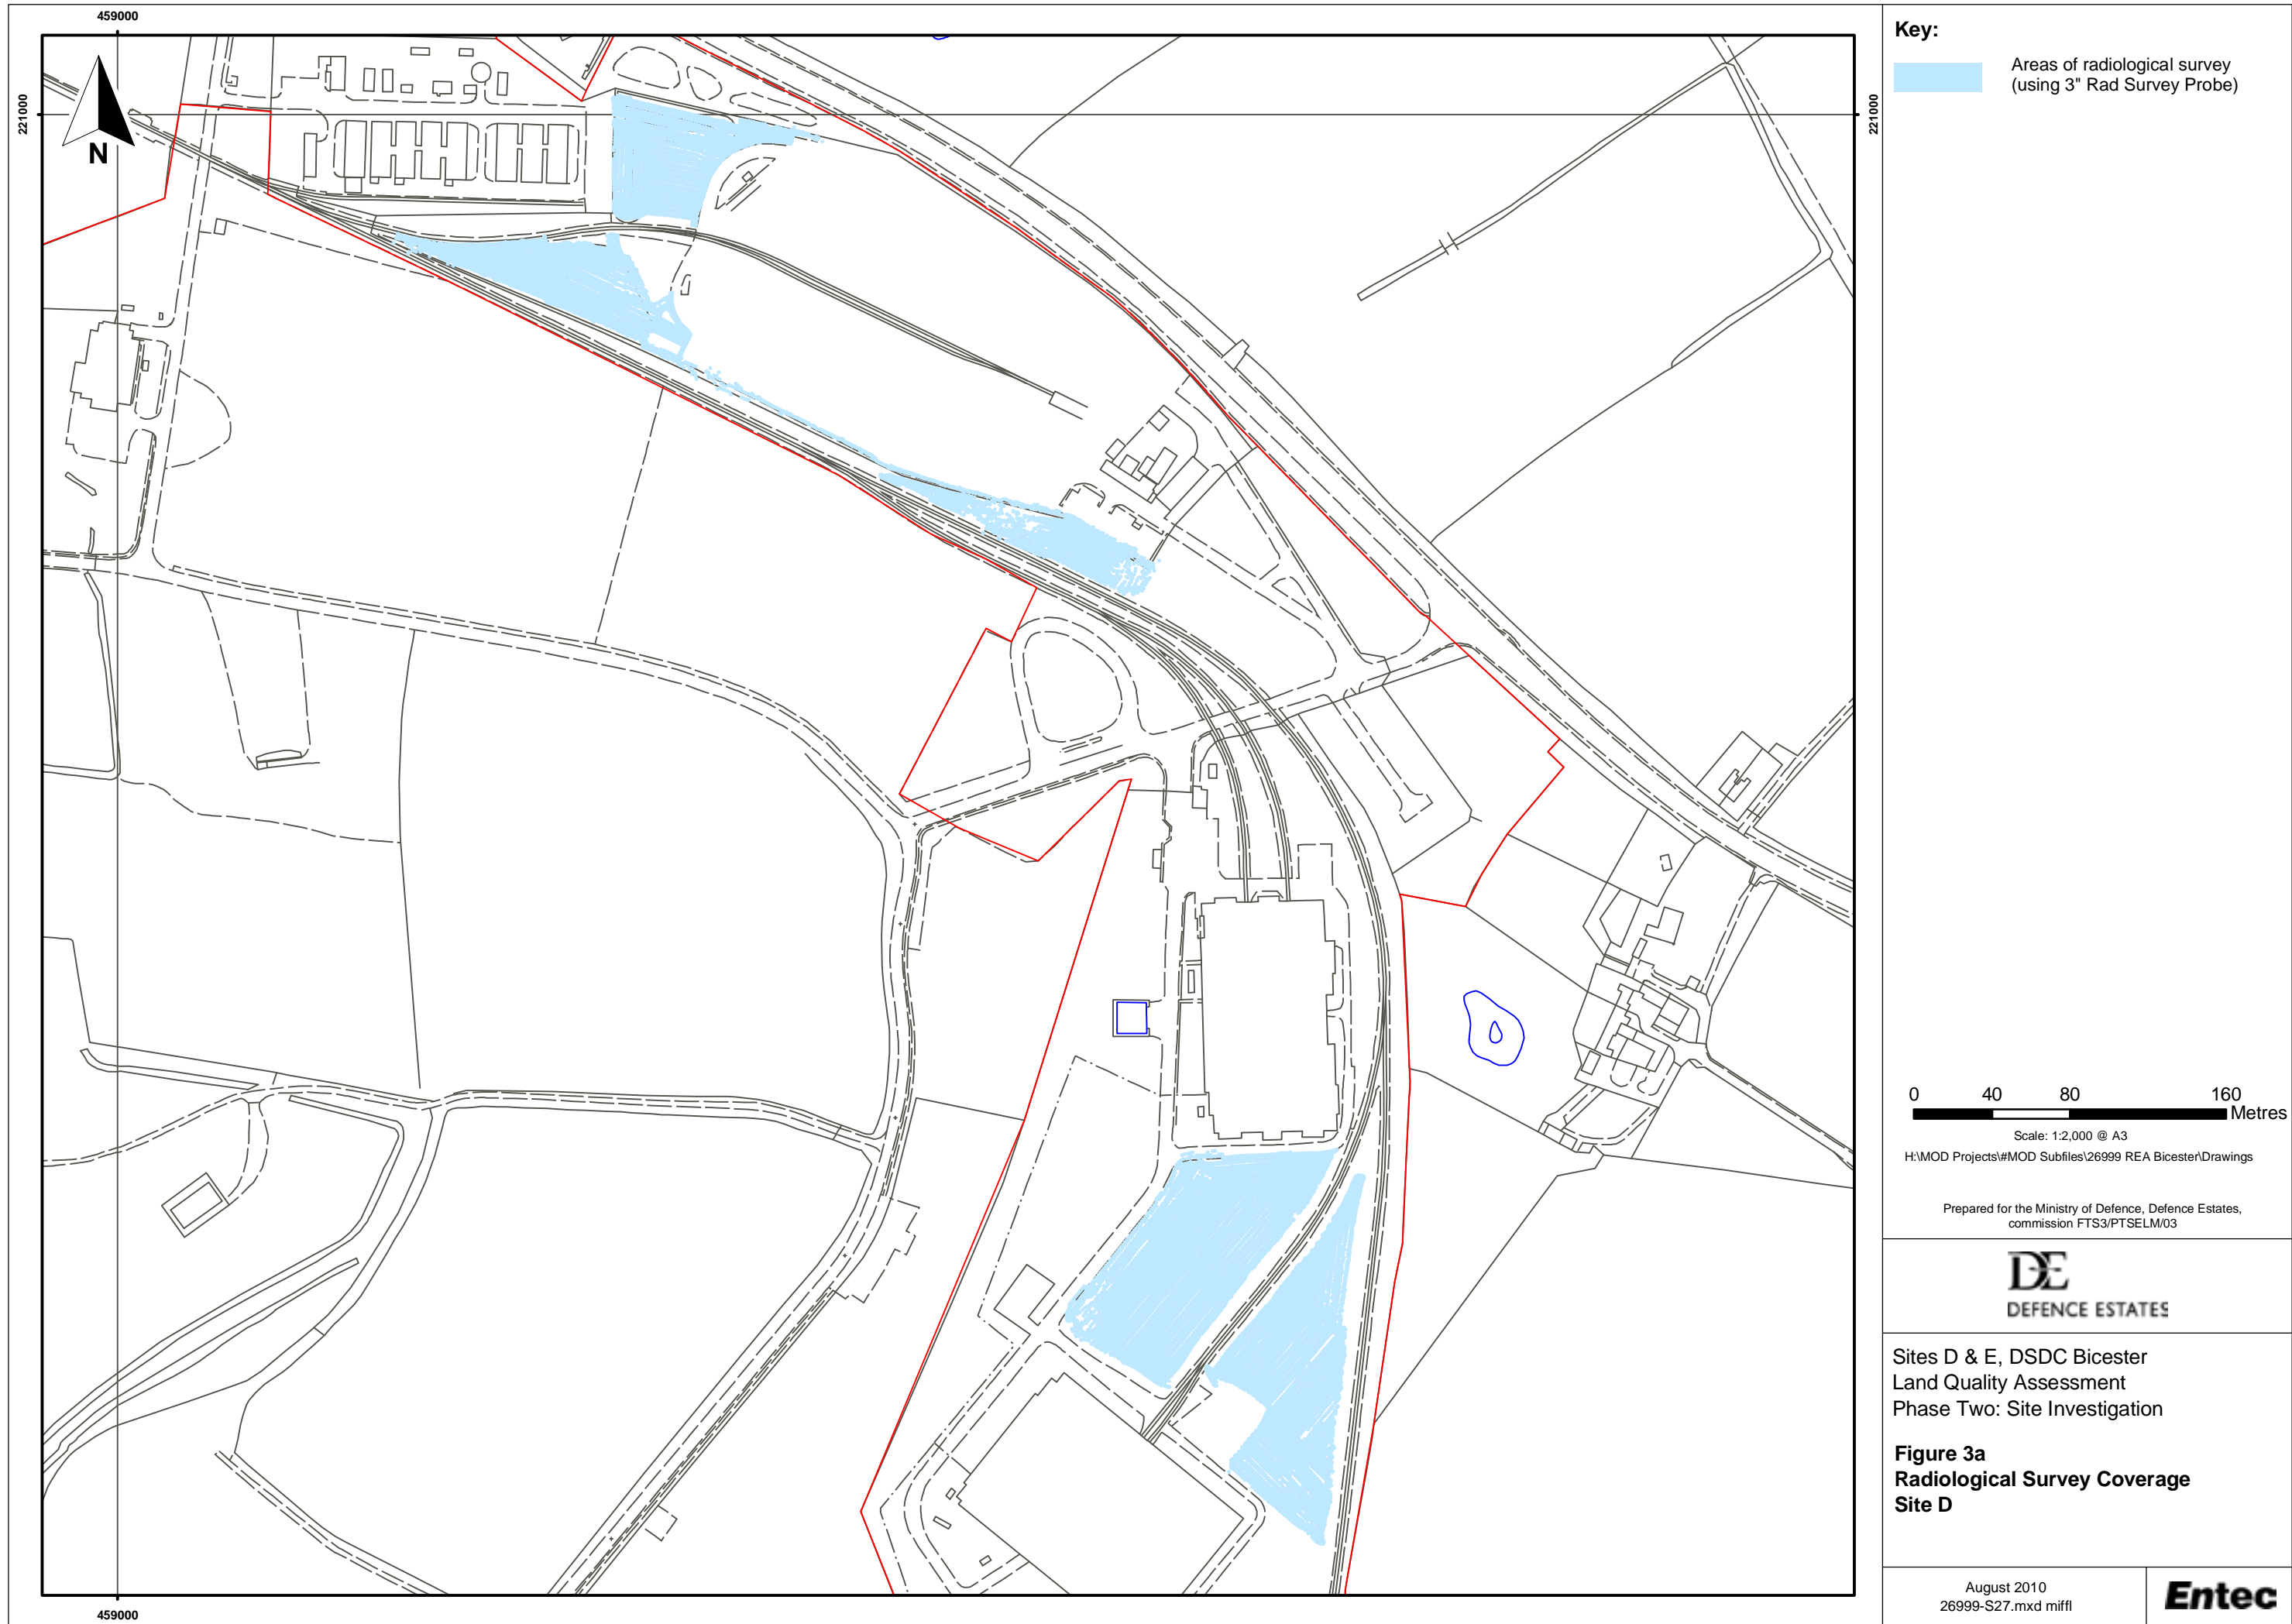 459000
221000
221000
N
459000
Key:
Areas of radiological survey
(using 3" Rad Survey Probe)
0 40 80 160
Metres
Scale: 1:2,000 @ A3
H:\MOD Projects\#MOD Subfiles\26999 REA Bicester\Drawings
Prepared for the Ministry of Defence, Defence Estates,
commission FTS3/PTSELM/03
DE
DEFENCE ESTATES
Sites D & E, DSDC Bicester
Land Quality Assessment
Phase Two: Site Investigation
Figure 3a
Radiological Survey Coverage
Site D
August 2010
26999-S27.mxd miffl
Entec